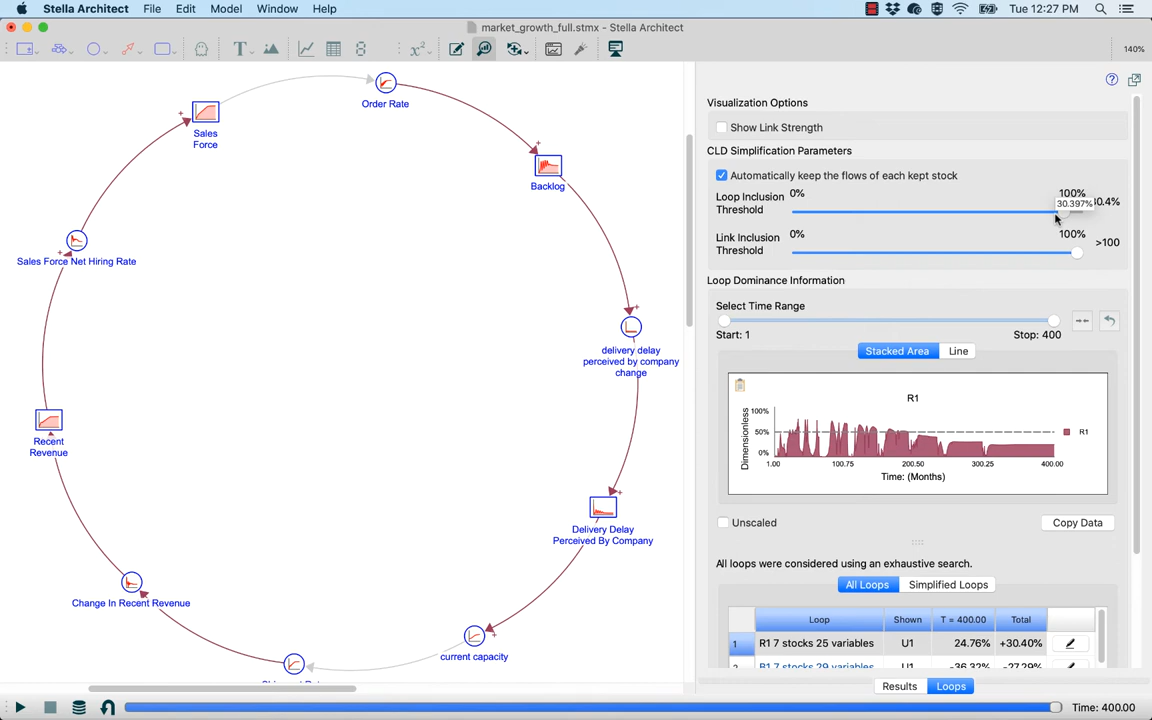 Stella Architect File Edit Model Window Help
Tue 12:27 PM
market_growth_full.stmx - Stella Architect
140%
Order Rate
Sales
Force
Backlog
Sales Force Net Hiring Rate
delivery delay
perceived by company
change
Recent
Revenue
Delivery Delay
Perceived By Company
Change In Recent Revenue
current capacity
Visualization Options
Show Link Strength
CLD Simplification Parameters
Automatically keep the flows of each kept stock
Loop Inclusion
Threshold
0%
100%
30.397%
Link Inclusion
Threshold
0%
100%
>100
Loop Dominance Information
Select Time Range
Start: 1
Stop: 400
Stacked Area Line
R1
Dimensionless
100%
50%
0%
R1
1.00 100.75 200.50 300.25 400.00
Time: (Months)
Unscaled
Copy Data
All loops were considered using an exhaustive search.
All Loops Simplified Loops
Loop Shown T = 400.00 Total
1 R1 7 stocks 25 variables U1 24.76% +30.40%
Results Loops
Time: 400.00